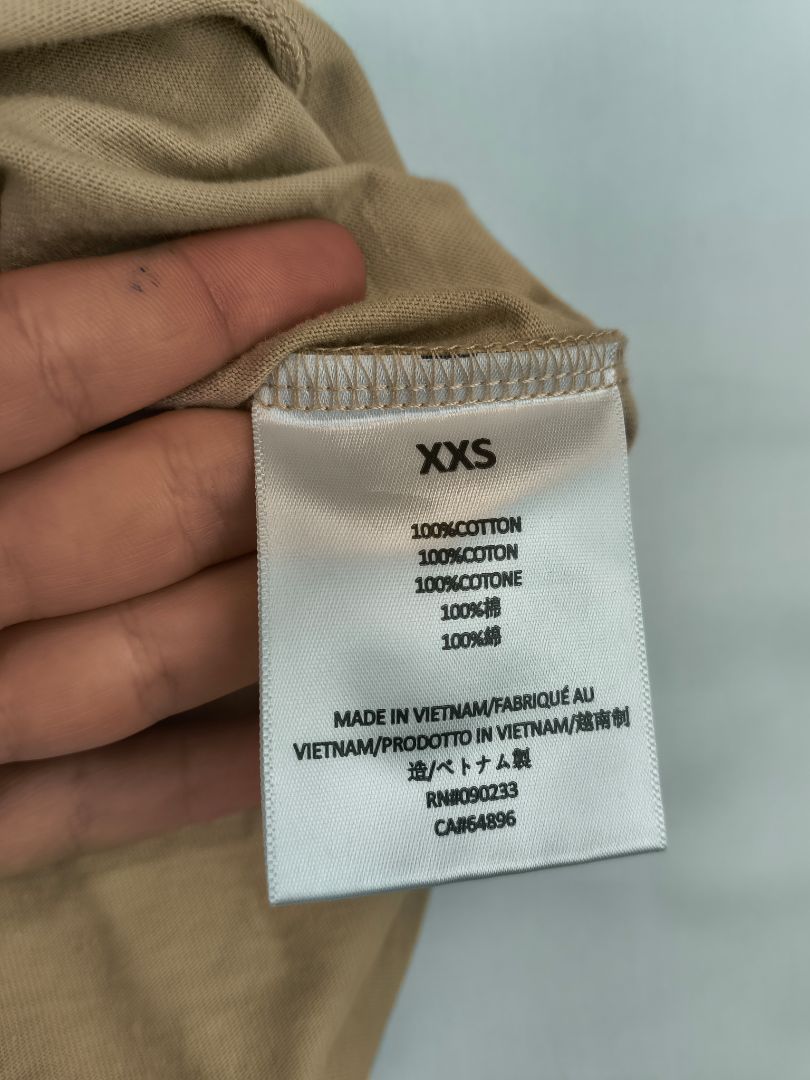 XXS
100%COTTON
100%COTON
100%COTONE
100%棉
100%綿
MADE IN VIETNAM/FABRIQUÉ AU
VIETNAM/PRODOTTO IN VIETNAM/越南制
造/ベトナム製
RN#090233
CA#64896